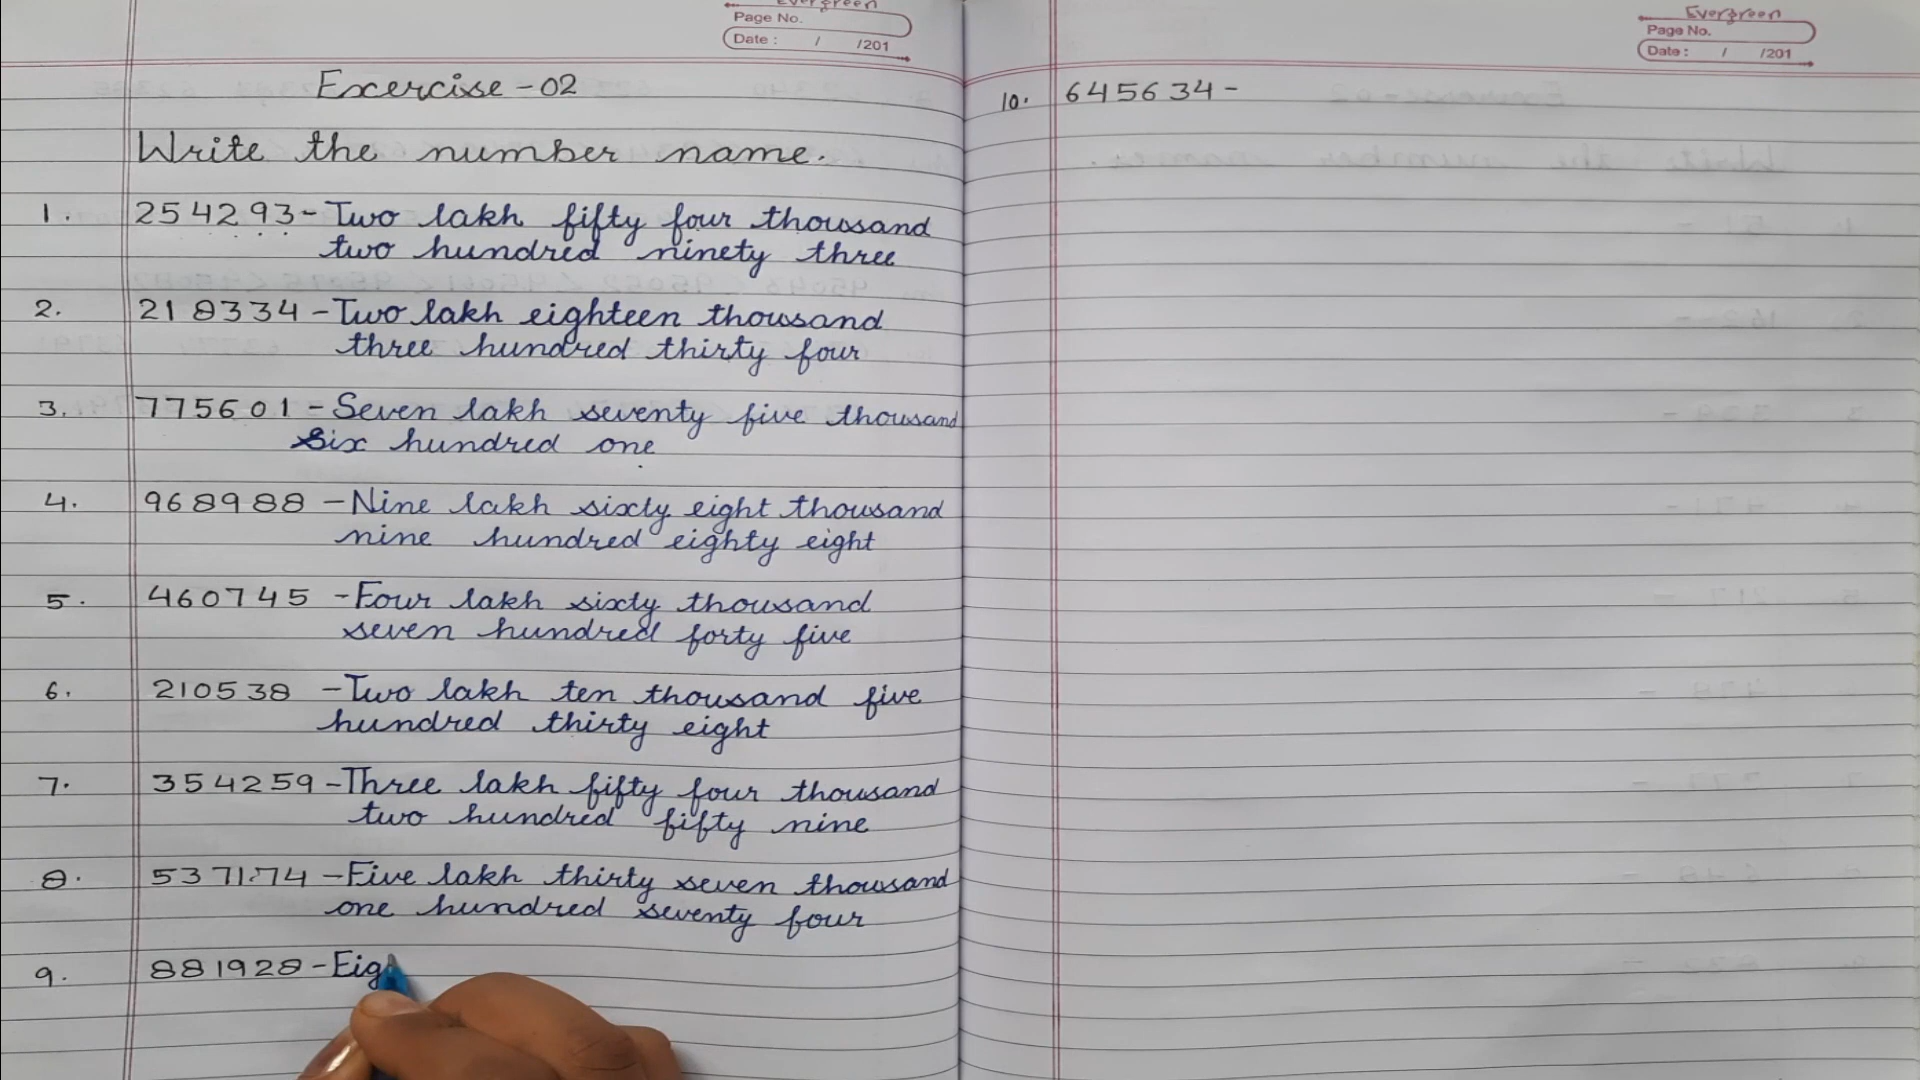 Evergreen
Page No.
Date : / /201
Excercise - 02
Write the number name.
1. 254293 - Two lakh fifty four thousand
two hundred ninety three
2. 218334 - Two lakh eighteen thousand
three hundred thirty four
3. 775601 - Seven lakh seventy five thousand
Six hundred one
4. 968988 - Nine lakh sixty eight thousand
nine hundred eighty eight
5. 460745 - Four lakh sixty thousand
seven hundred forty five
6. 210538 - Two lakh ten thousand five
hundred thirty eight
7. 354259 - Three lakh fifty four thousand
two hundred fifty nine
8. 537174 - Five lakh thirty seven thousand
one hundred seventy four
9. 881928 - Eig
Evergreen
Page No.
Date : / /201
10. 645634 -